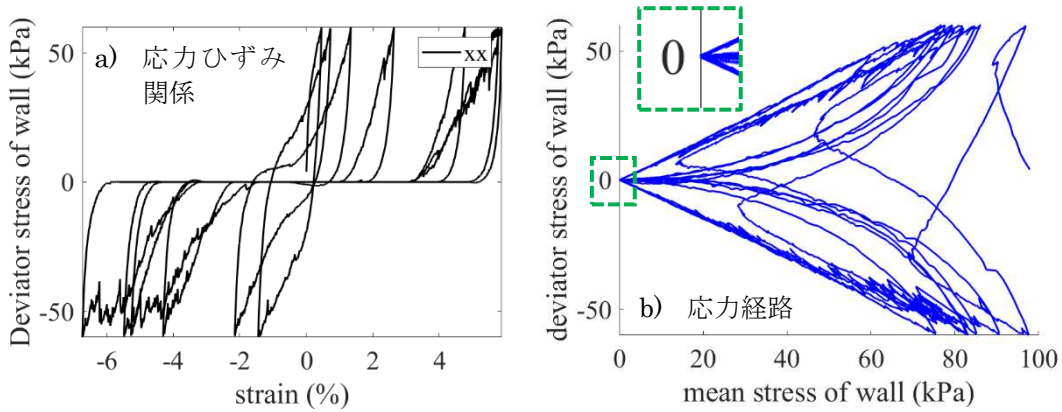 a) 応力ひずみ
関係
xx
Deviator stress of wall (kPa)
50
0
-50
-6
-4
-2
0
2
4
strain (%)
0
b) 応力経路
deviator stress of wall (kPa)
50
0
-50
0
20
40
60
80
100
mean stress of wall (kPa)